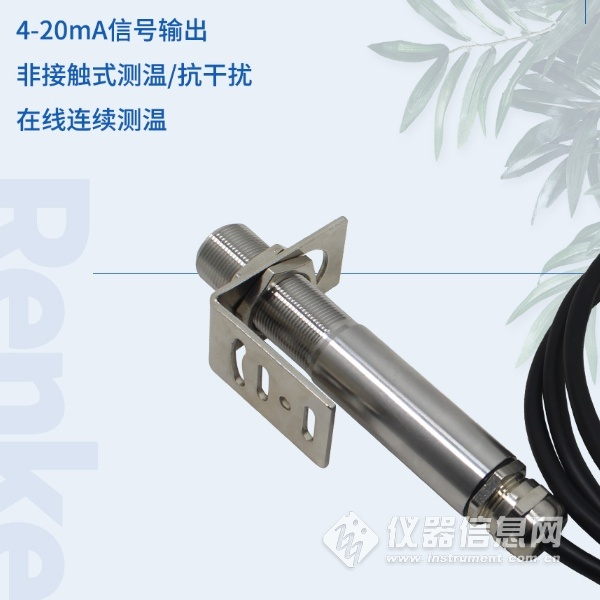 4-20mA信号输出
非接触式测温/抗干扰
在线连续测温
Renke
仪器信息网
www.instrument.com.cn